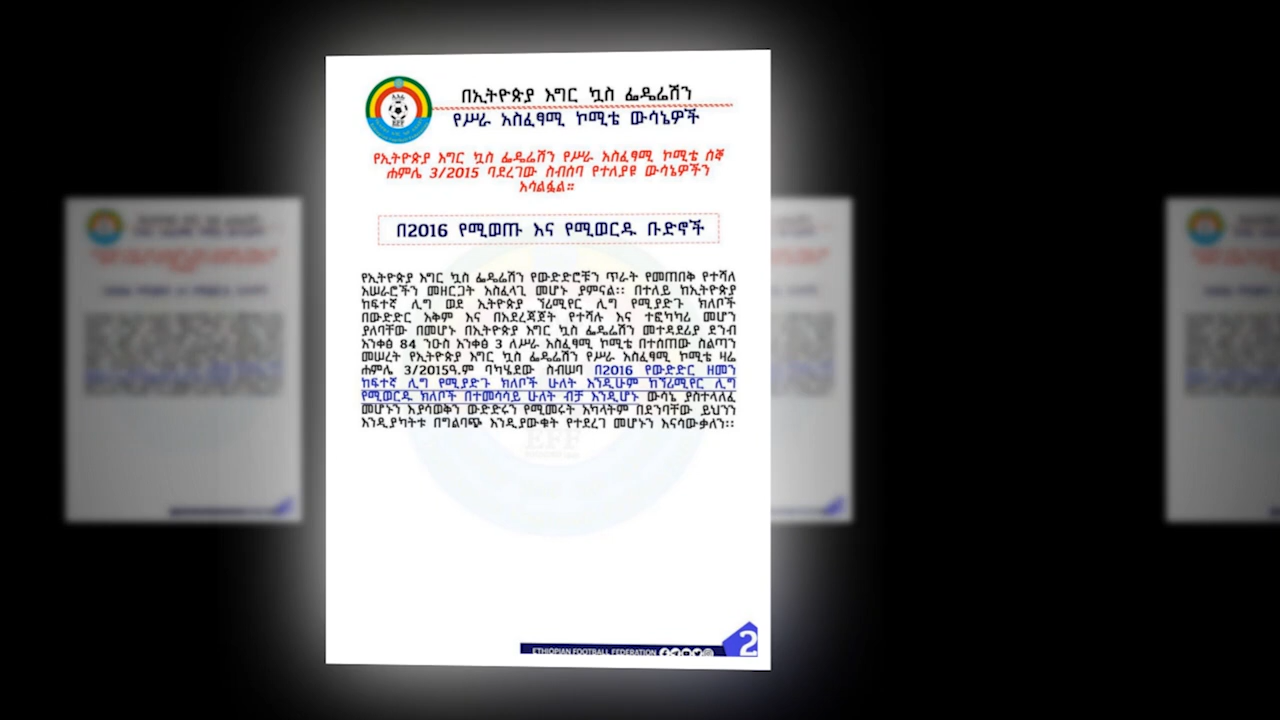 በኢትዮጵያ እግር ኳስ ፌዴሬሽን
የሥራ አስፈፃሚ ኮሚቴ ውሳኔዎች
EFF
የኢትዮጵያ እግር ኳስ ፌዴሬሽን የሥራ አስፈፃሚ ኮሚቴ ሰኞ
ሐምሌ 3/2015 ባደረገው ስብሰባ የተለያዩ ውሳኔዎችን
አሳልፏል።
በ2016 የሚወጡ እና የሚወርዱ ቡድኖች
የኢትዮጵያ እግር ኳስ ፌዴሬሽን የውድድሮቹን ጥራት የመጠበቅ የተሻለ
አሠራሮችን መዘርጋት አስፈላጊ መሆኑ ያምናል፡፡ በተለይ ከኢትዮጵያ
ከፍተኛ ሊግ ወደ ኢትዮጵያ ፕሪሚየር ሊግ የሚያድጉ ክለቦች
በውድድር አቅም እና በአደረጃጀት የተሻሉ እና ተፎካካሪ መሆን
ያለባቸው በመሆኑ በኢትዮጵያ እግር ኳስ ፌዴሬሽን መተዳደሪያ ደንብ
አንቀፅ 84 ንዑስ አንቀፅ 3 ለሥራ አስፈፃሚ ኮሚቴ በተሰጠው ስልጣን
መሠረት የኢትዮጵያ እግር ኳስ ፌዴሬሽን የሥራ አስፈፃሚ ኮሚቴ ዛሬ
ሐምሌ 3/2015ዓ.ም ባካሄደው ስብሠባ በ2016 የውድድር ዘመን
ከፍተኛ ሊግ የሚያድጉ ክለቦች ሁለት እንዲሁም ከፕሪሚየር ሊግ
የሚወርዱ ክለቦች በተመሳሳይ ሁለት ብቻ እንዲሆኑ ውሳኔ ያስተላለፈ
መሆኑን እያሳወቅን ውድድሩን የሚመሩት አካላትም በደንባቸው ይህንን
እንዲያካትቱ በግልባጭ እንዲያውቁት የተደረገ መሆኑን እናሳውቃለን፡፡
EFF
ETHIOPIAN FOOTBALL FEDERATION
2